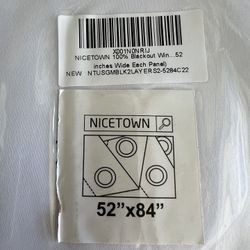 X001N0NRIJ
NICETOWN 100% Blackout Win...52
inches Wide Each Panel)
NEW NTUSGMBLK2LAYERS2-5284C22
NICETOWN
52”x84”